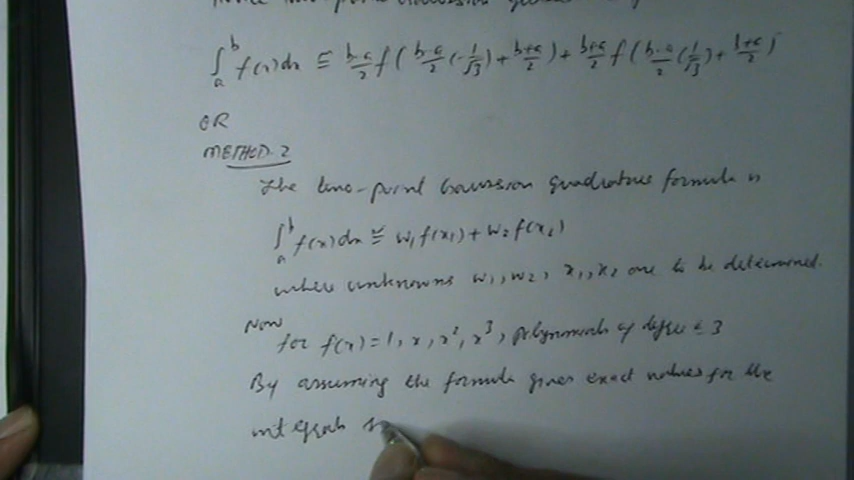 ∫_a^b f(x)dx ≅ b-a/2 f( b-a/2 (-1/√3) + b+a/2 ) + b+a/2 f( b-a/2 (1/√3) + b+a/2 )
OR
METHOD-2
The two-point Gaussian quadrature formula is
∫_a^b f(x)dx ≅ w₁f(x₁)+w₂f(x₂)
where unknowns w₁, w₂, x₁, x₂ are to be determined.
Now
for f(x) = 1, x, x², x³, polynomials of degree ≤ 3
By assuming the formula gives exact values for the
integrals